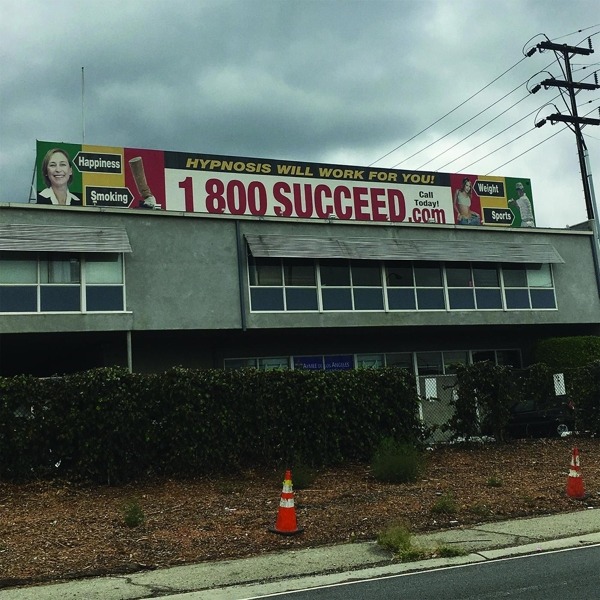 Happiness
Smoking
HYPNOSIS WILL WORK FOR YOU!
1 800 SUCCEED.com
Call
Today!
Weight
Sports